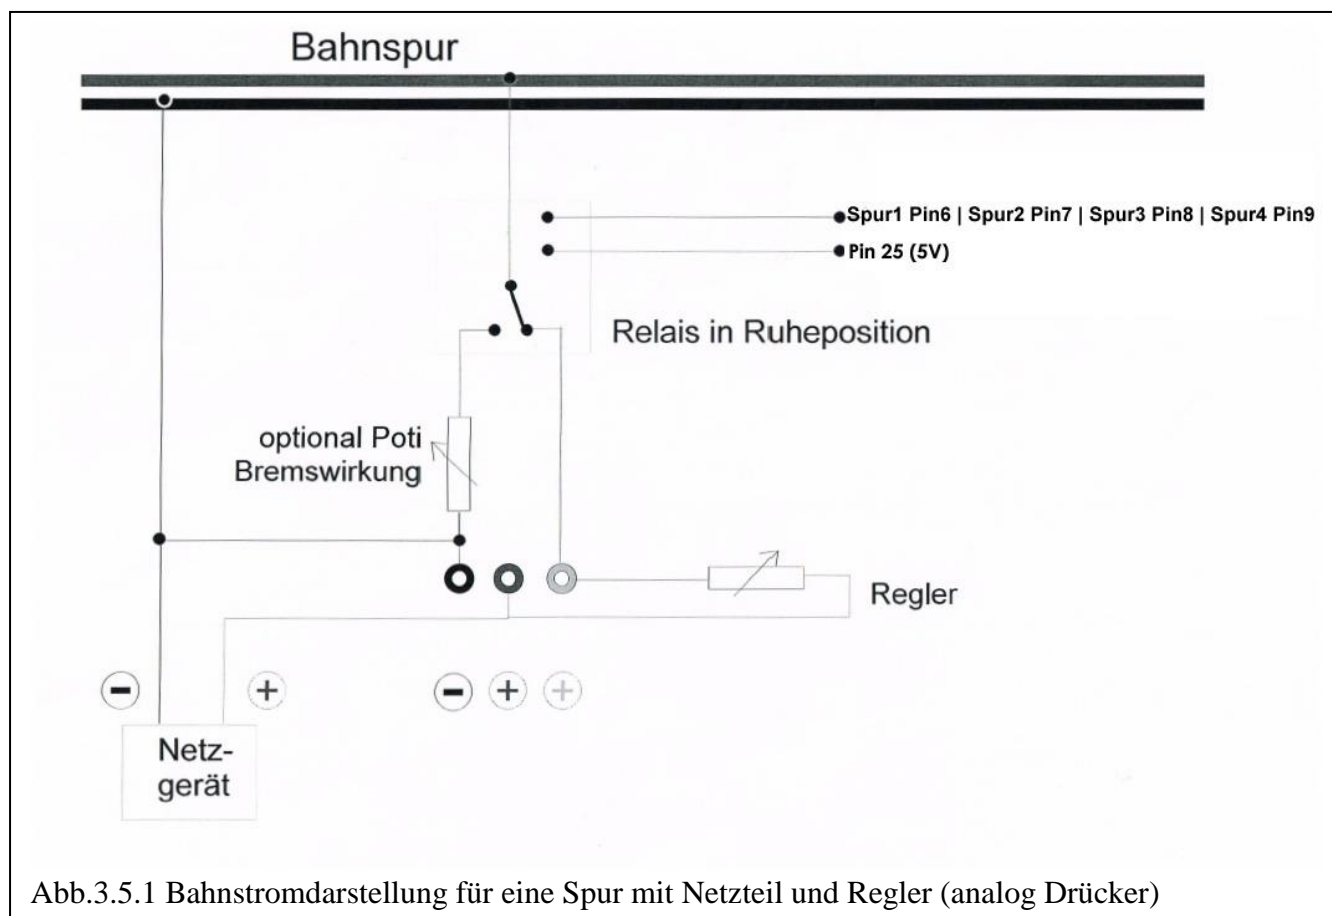 Bahnspur
Spur1 Pin6 | Spur2 Pin7 | Spur3 Pin8 | Spur4 Pin9
Pin 25 (5V)
Relais in Ruheposition
optional Poti
Bremswirkung
Regler
− + − + +
Netz-
gerät
Abb.3.5.1 Bahnstromdarstellung für eine Spur mit Netzteil und Regler (analog Drücker)